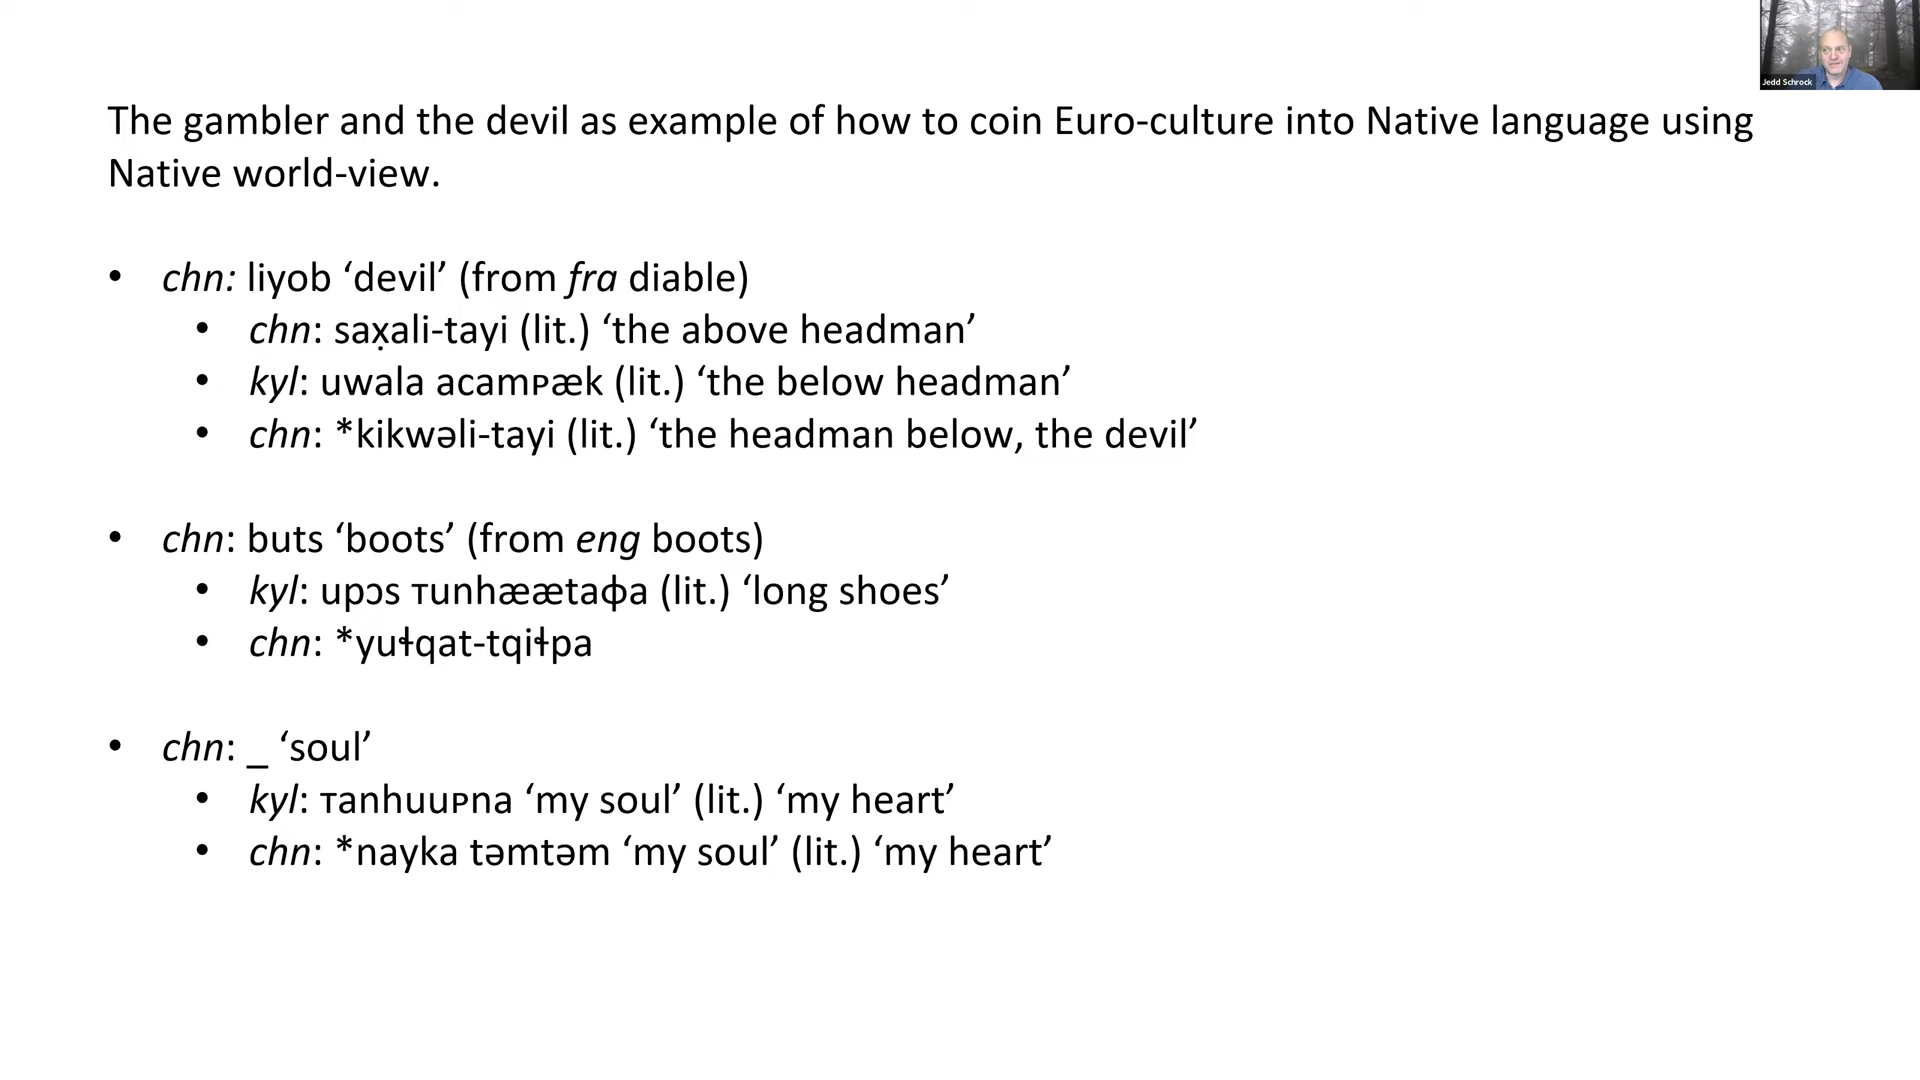 Jedd Schrock
The gambler and the devil as example of how to coin Euro-culture into Native language using
Native world-view.
• chn: liyob ‘devil’ (from fra diable)
• chn: sax̣ali-tayi (lit.) ‘the above headman’
• kyl: uwala acamᴘæk (lit.) ‘the below headman’
• chn: *kikwəli-tayi (lit.) ‘the headman below, the devil’
• chn: buts ‘boots’ (from eng boots)
• kyl: upɔs ᴛunhæætaɸa (lit.) ‘long shoes’
• chn: *yuɬqat-tqiɬpa
• chn: _ ‘soul’
• kyl: ᴛanhuuᴘna ‘my soul’ (lit.) ‘my heart’
• chn: *nayka təmtəm ‘my soul’ (lit.) ‘my heart’